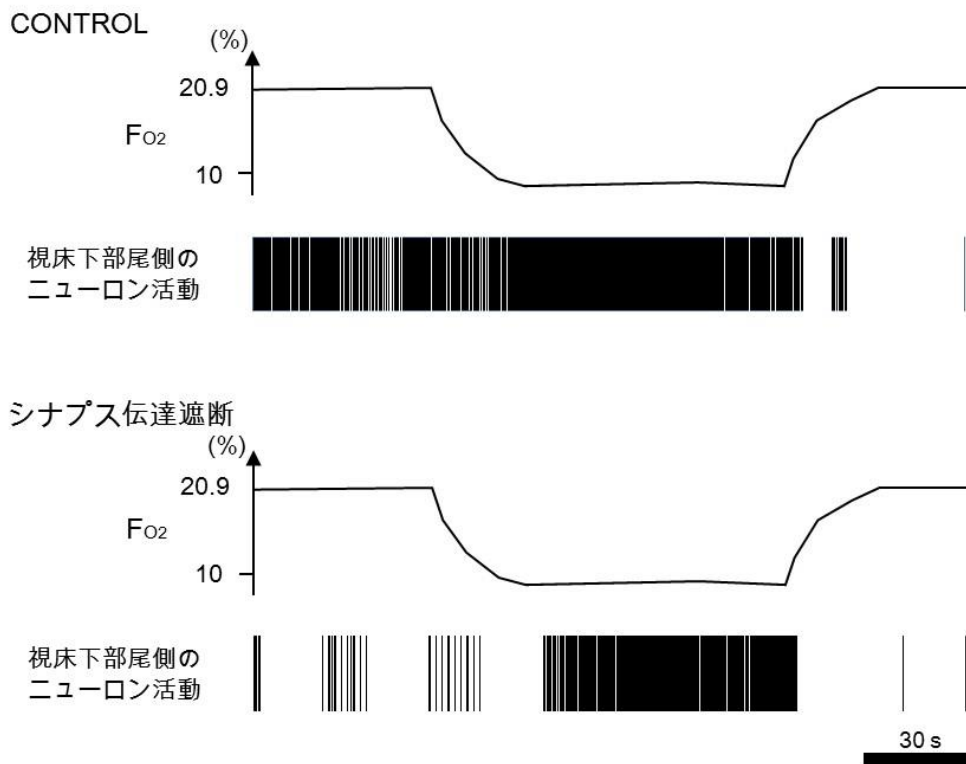 CONTROL
(%)
20.9
FO2
10
視床下部尾側の
ニューロン活動
シナプス伝達遮断
(%)
20.9
FO2
10
視床下部尾側の
ニューロン活動
30 s